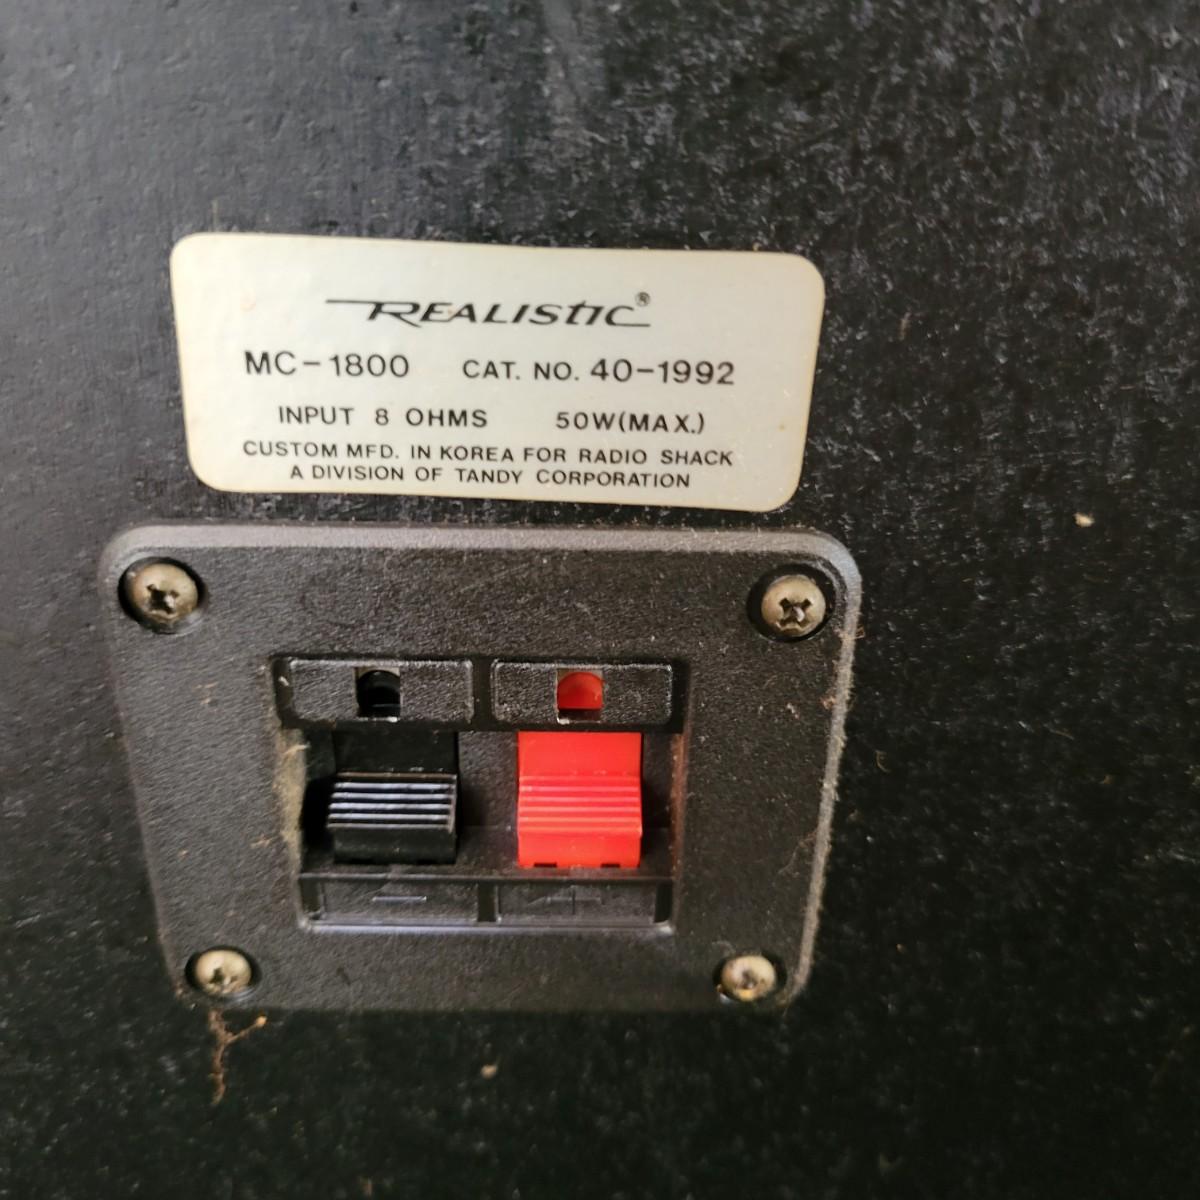 REALISTIC®
MC-1800 CAT. NO. 40-1992
INPUT 8 OHMS 50W(MAX.)
CUSTOM MFD. IN KOREA FOR RADIO SHACK
A DIVISION OF TANDY CORPORATION
- +